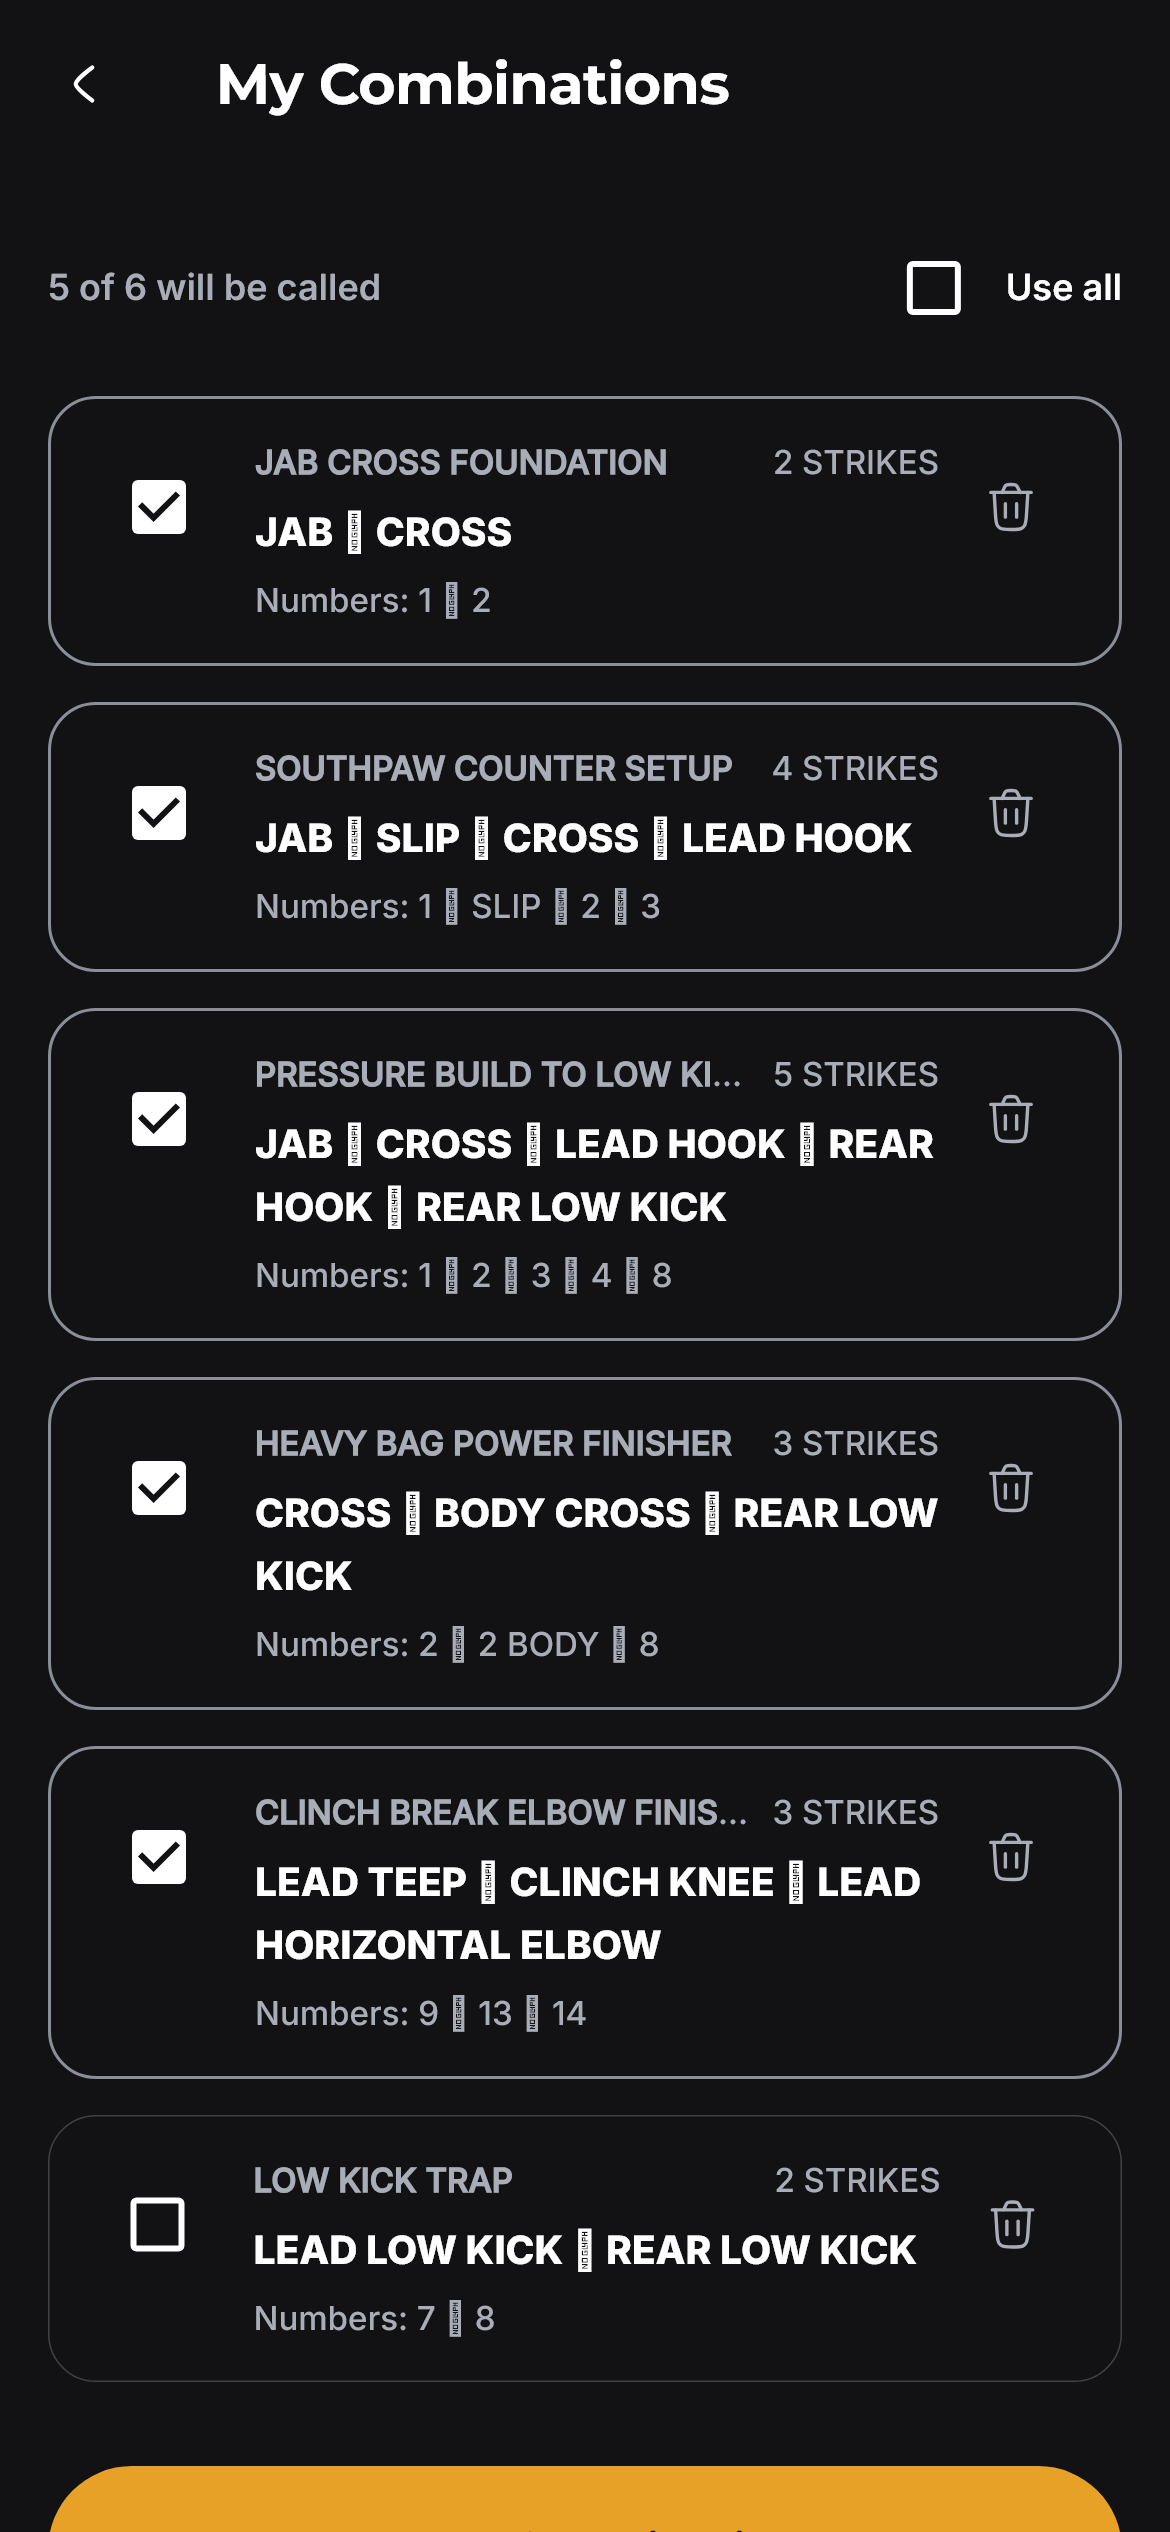 My Combinations
5 of 6 will be called
Use all
JAB CROSS FOUNDATION 2 STRIKES
JAB CROSS
Numbers: 1 2
SOUTHPAW COUNTER SETUP 4 STRIKES
JAB SLIP CROSS LEAD HOOK
Numbers: 1 SLIP 2 3
PRESSURE BUILD TO LOW KI... 5 STRIKES
JAB CROSS LEAD HOOK REAR
HOOK REAR LOW KICK
Numbers: 1 2 3 4 8
HEAVY BAG POWER FINISHER 3 STRIKES
CROSS BODY CROSS REAR LOW
KICK
Numbers: 2 2 BODY 8
CLINCH BREAK ELBOW FINIS... 3 STRIKES
LEAD TEEP CLINCH KNEE LEAD
HORIZONTAL ELBOW
Numbers: 9 13 14
LOW KICK TRAP 2 STRIKES
LEAD LOW KICK REAR LOW KICK
Numbers: 7 8